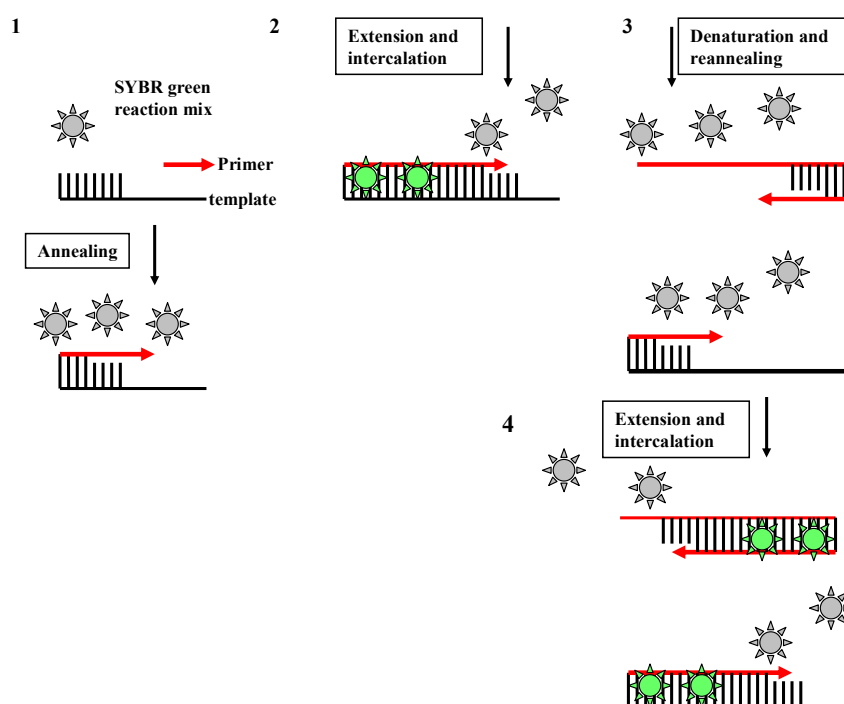 1
SYBR green
reaction mix
Primer
template
Annealing
2
Extension and
intercalation
3
Denaturation and
reannealing
4
Extension and
intercalation